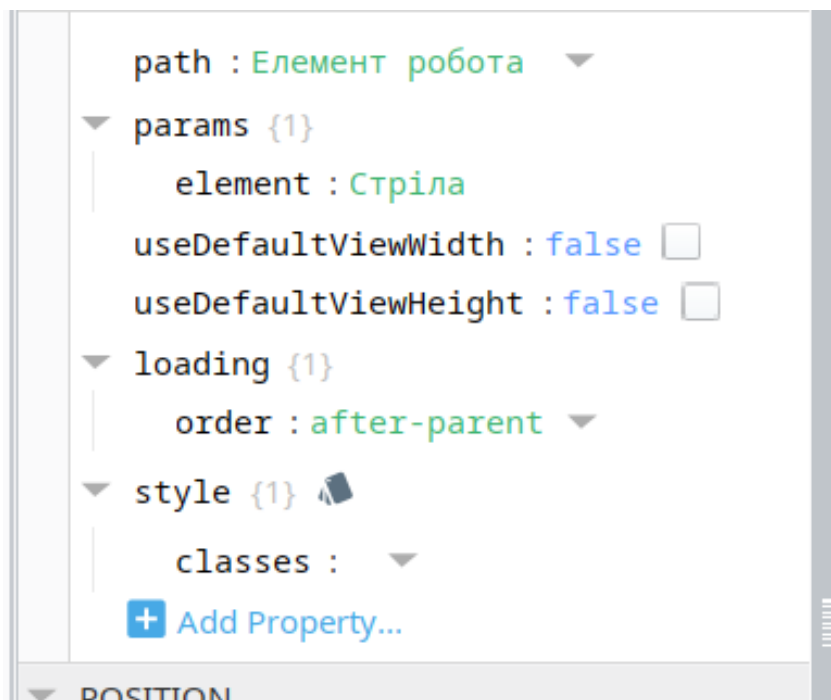 path : Елемент робота
params {1}
element : Стріла
useDefaultViewWidth : false
useDefaultViewHeight : false
loading {1}
order : after-parent
style {1}
classes :
Add Property...
POSITION